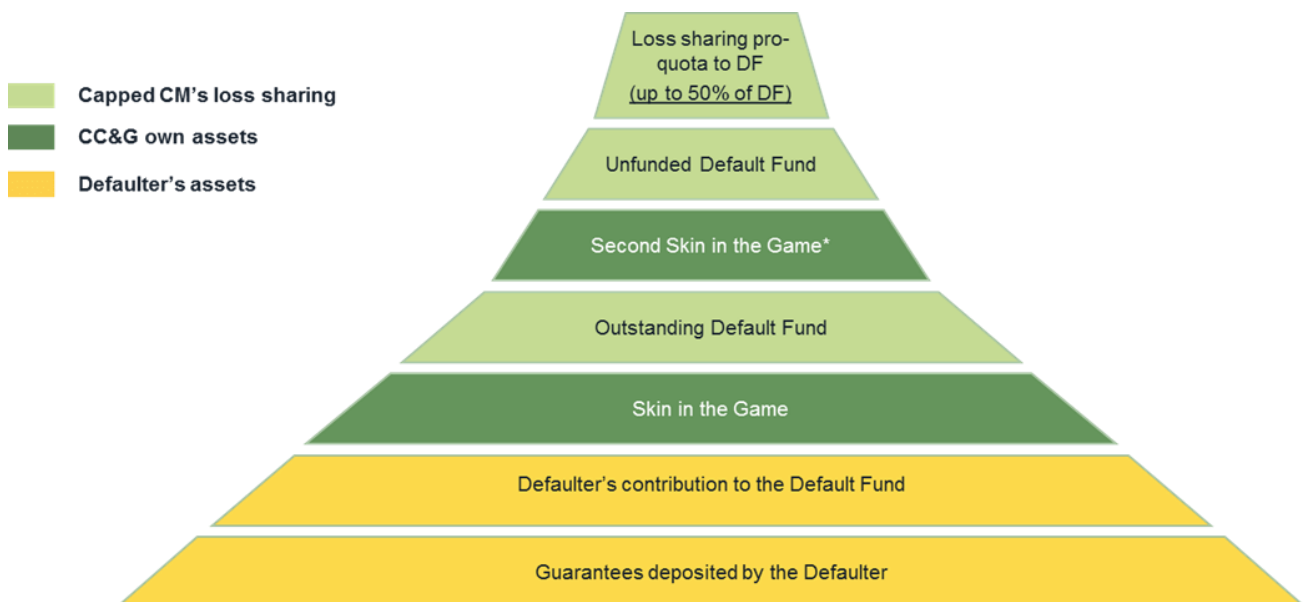 Loss sharing pro-
quota to DF
(up to 50% of DF)
Capped CM's loss sharing
CC&G own assets
Defaulter's assets
Unfunded Default Fund
Second Skin in the Game*
Outstanding Default Fund
Skin in the Game
Defaulter's contribution to the Default Fund
Guarantees deposited by the Defaulter